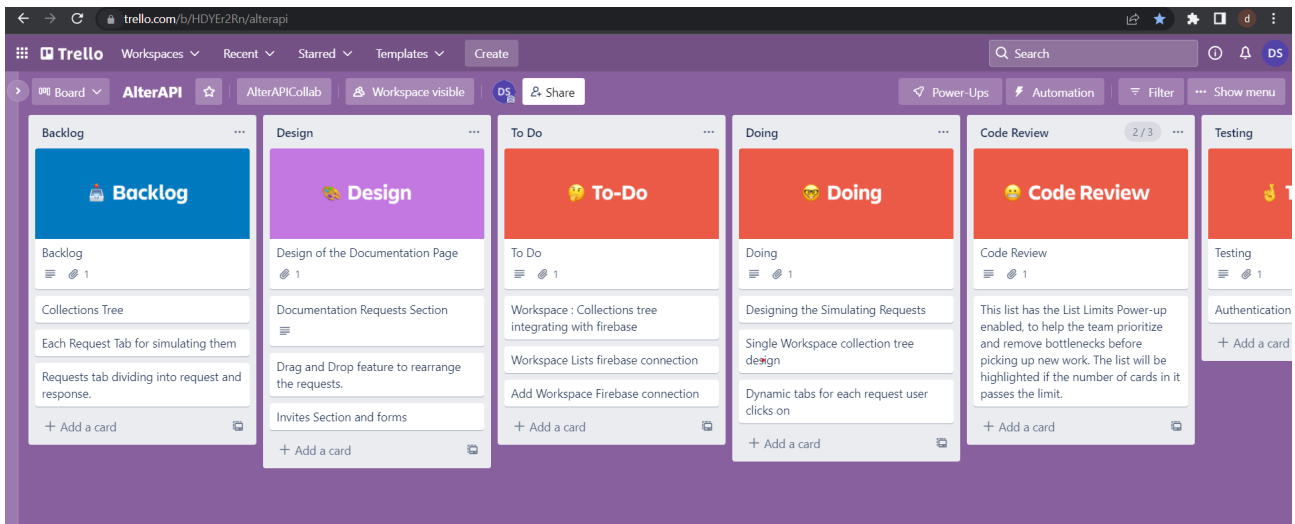 trello.com/b/HDYEr2Rn/alterapi
d
Trello Workspaces Recent Starred Templates Create Search DS
Board AlterAPI AlterAPICollab Workspace visible DS Share Power-Ups Automation Filter Show menu
Backlog
Backlog
Backlog
1
Collections Tree
Each Request Tab for simulating them
Requests tab dividing into request and
response.
+ Add a card
Design
Design
Design of the Documentation Page
1
Documentation Requests Section
Drag and Drop feature to rearrange
the requests.
Invites Section and forms
+ Add a card
To Do
To-Do
To Do
1
Workspace : Collections tree
integrating with firebase
Workspace Lists firebase connection
Add Workspace Firebase connection
+ Add a card
Doing
Doing
Doing
1
Designing the Simulating Requests
Single Workspace collection tree
design
Dynamic tabs for each request user
clicks on
+ Add a card
Code Review 2 / 3
Code Review
Code Review
1
This list has the List Limits Power-up
enabled, to help the team prioritize
and remove bottlenecks before
picking up new work. The list will be
highlighted if the number of cards in it
passes the limit.
+ Add a card
Testing
Testing
1
Authentication
+ Add a card